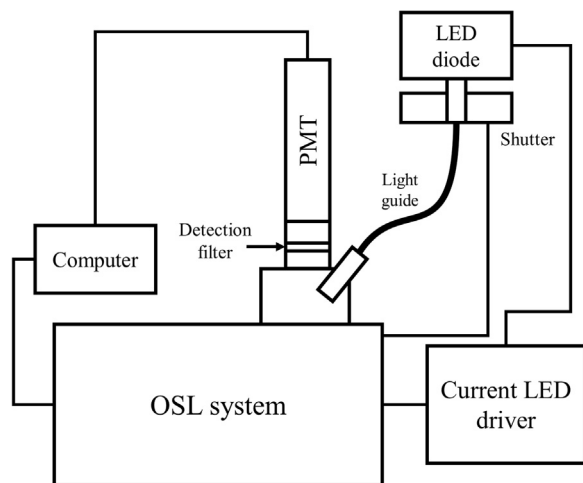 LED
diode
PMT
Shutter
Light
guide
Detection
filter
Computer
OSL system
Current LED
driver